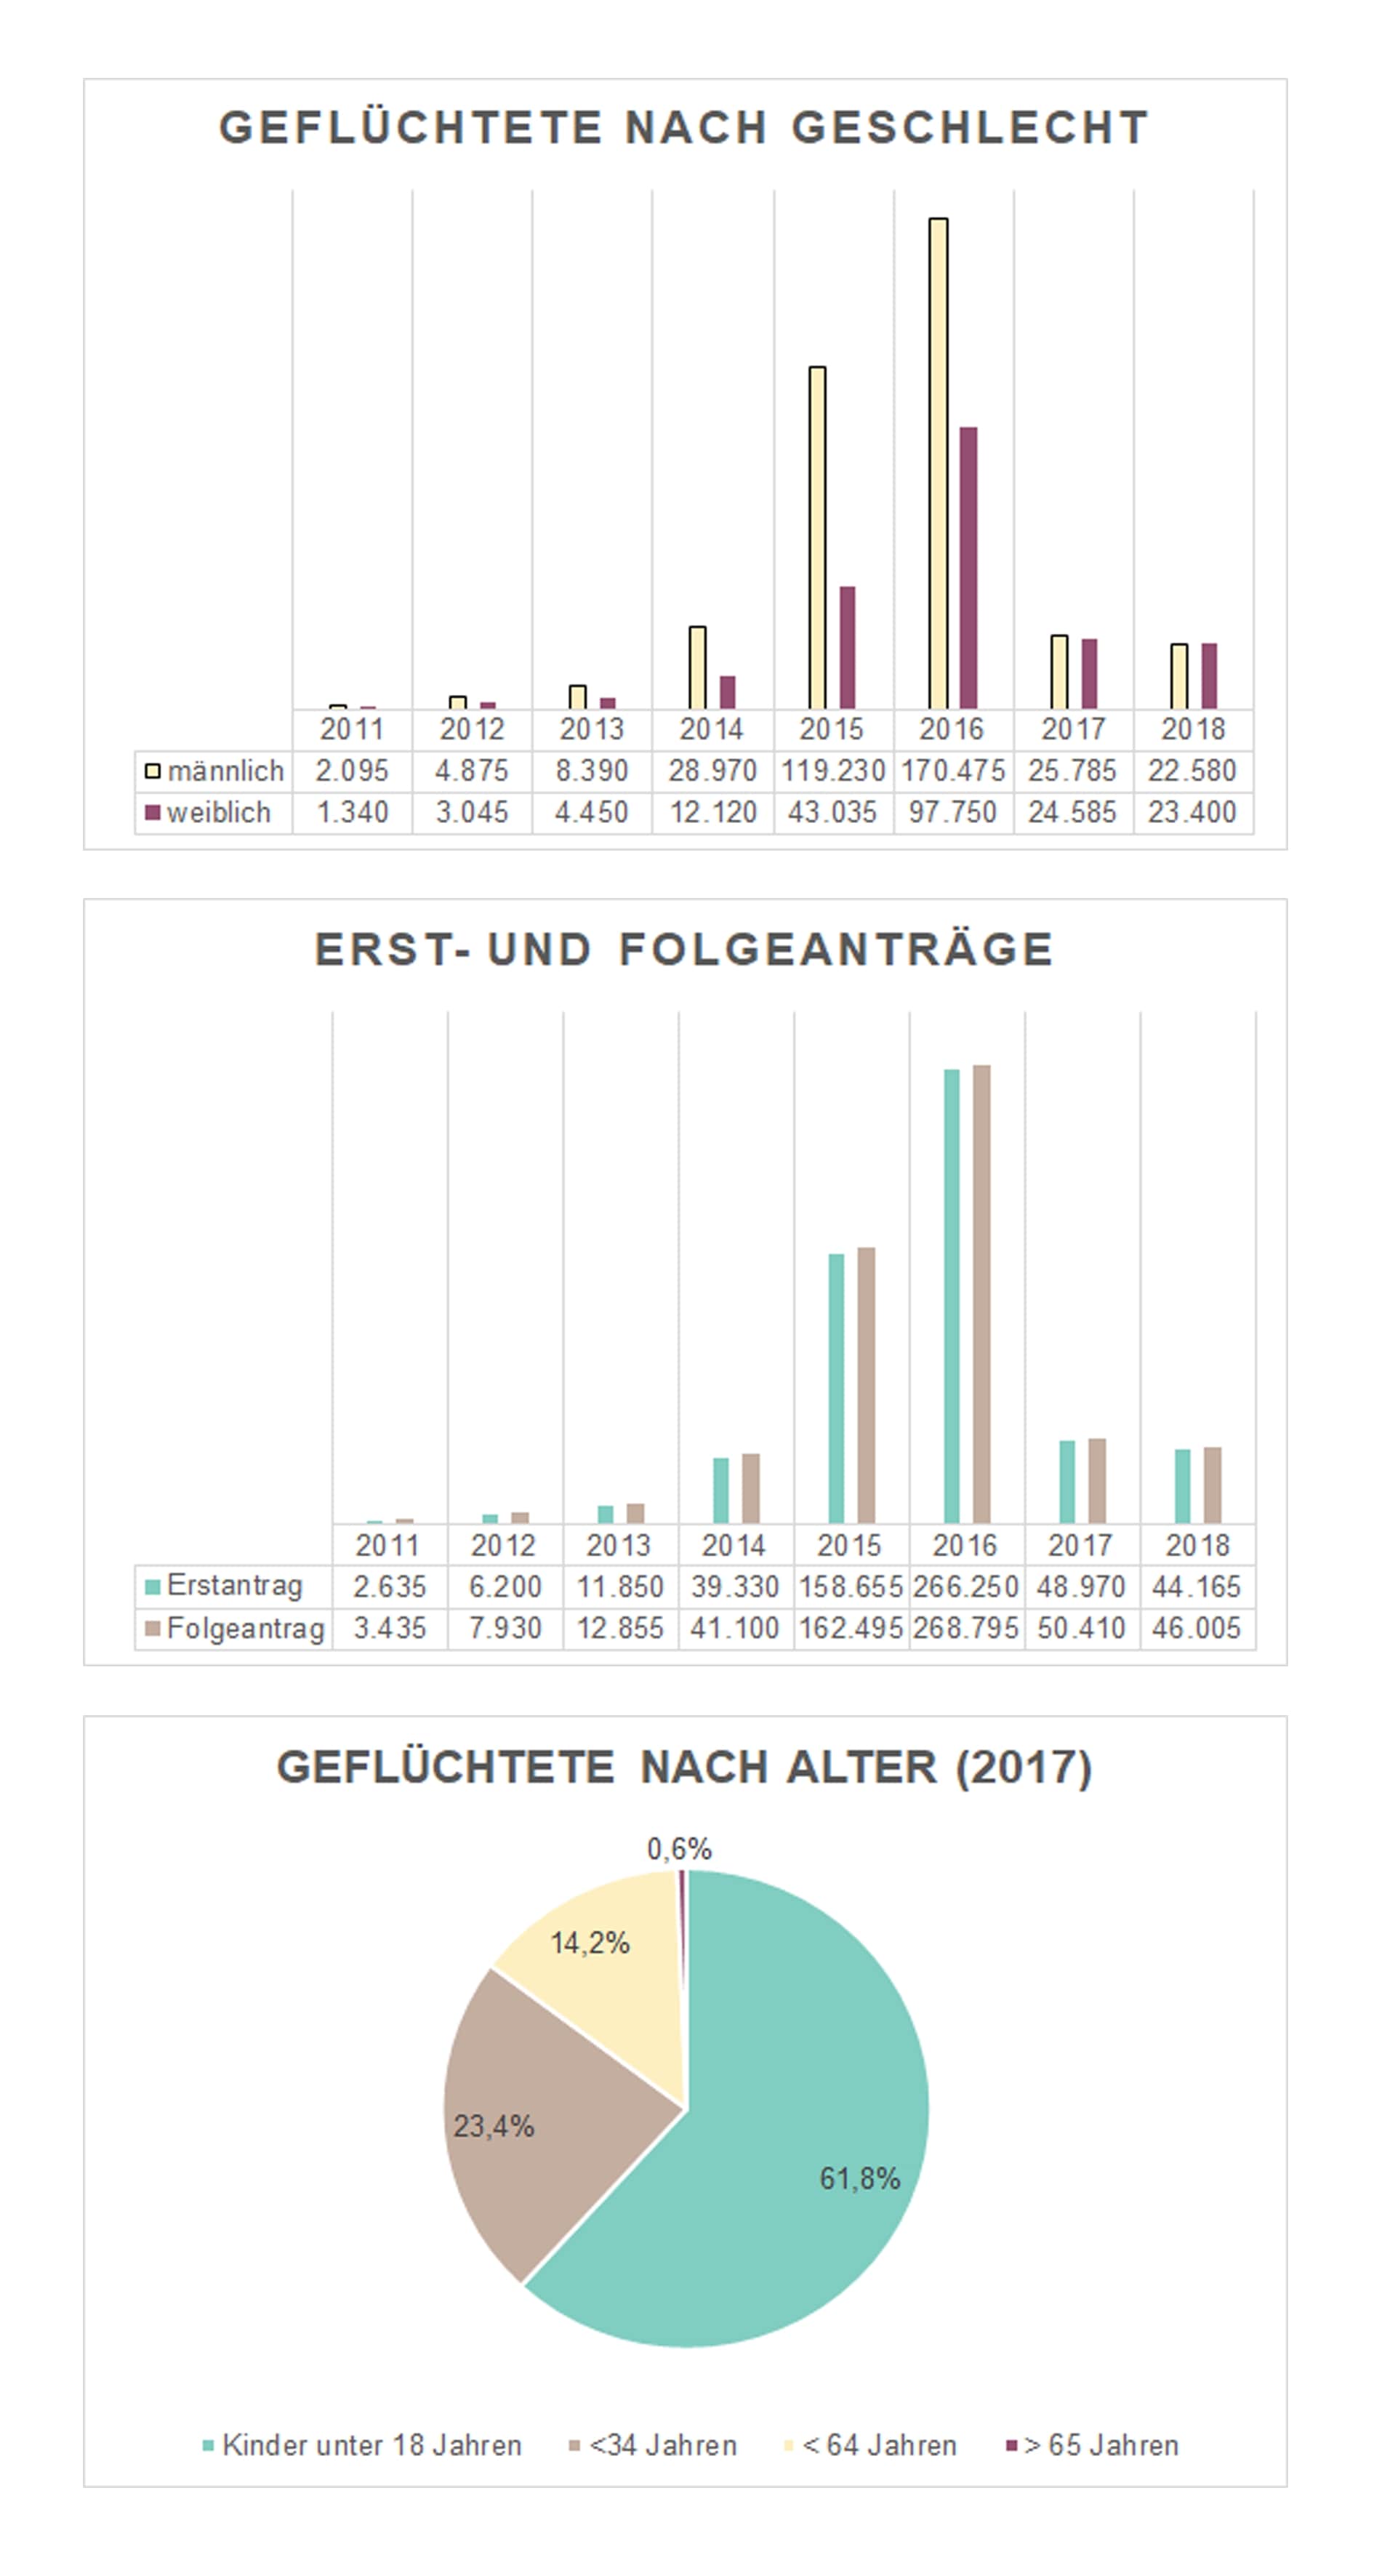 GEFLÜCHTETE NACH GESCHLECHT
2011 2012 2013 2014 2015 2016 2017 2018
männlich 2.095 4.875 8.390 28.970 119.230 170.475 25.785 22.580
weiblich 1.340 3.045 4.450 12.120 43.035 97.750 24.585 23.400
ERST- UND FOLGEANTRÄGE
2011 2012 2013 2014 2015 2016 2017 2018
Erstantrag 2.635 6.200 11.850 39.330 158.655 266.250 48.970 44.165
Folgeantrag 3.435 7.930 12.855 41.100 162.495 268.795 50.410 46.005
GEFLÜCHTETE NACH ALTER (2017)
0,6%
14,2%
23,4%
61,8%
Kinder unter 18 Jahren <34 Jahren < 64 Jahren > 65 Jahren